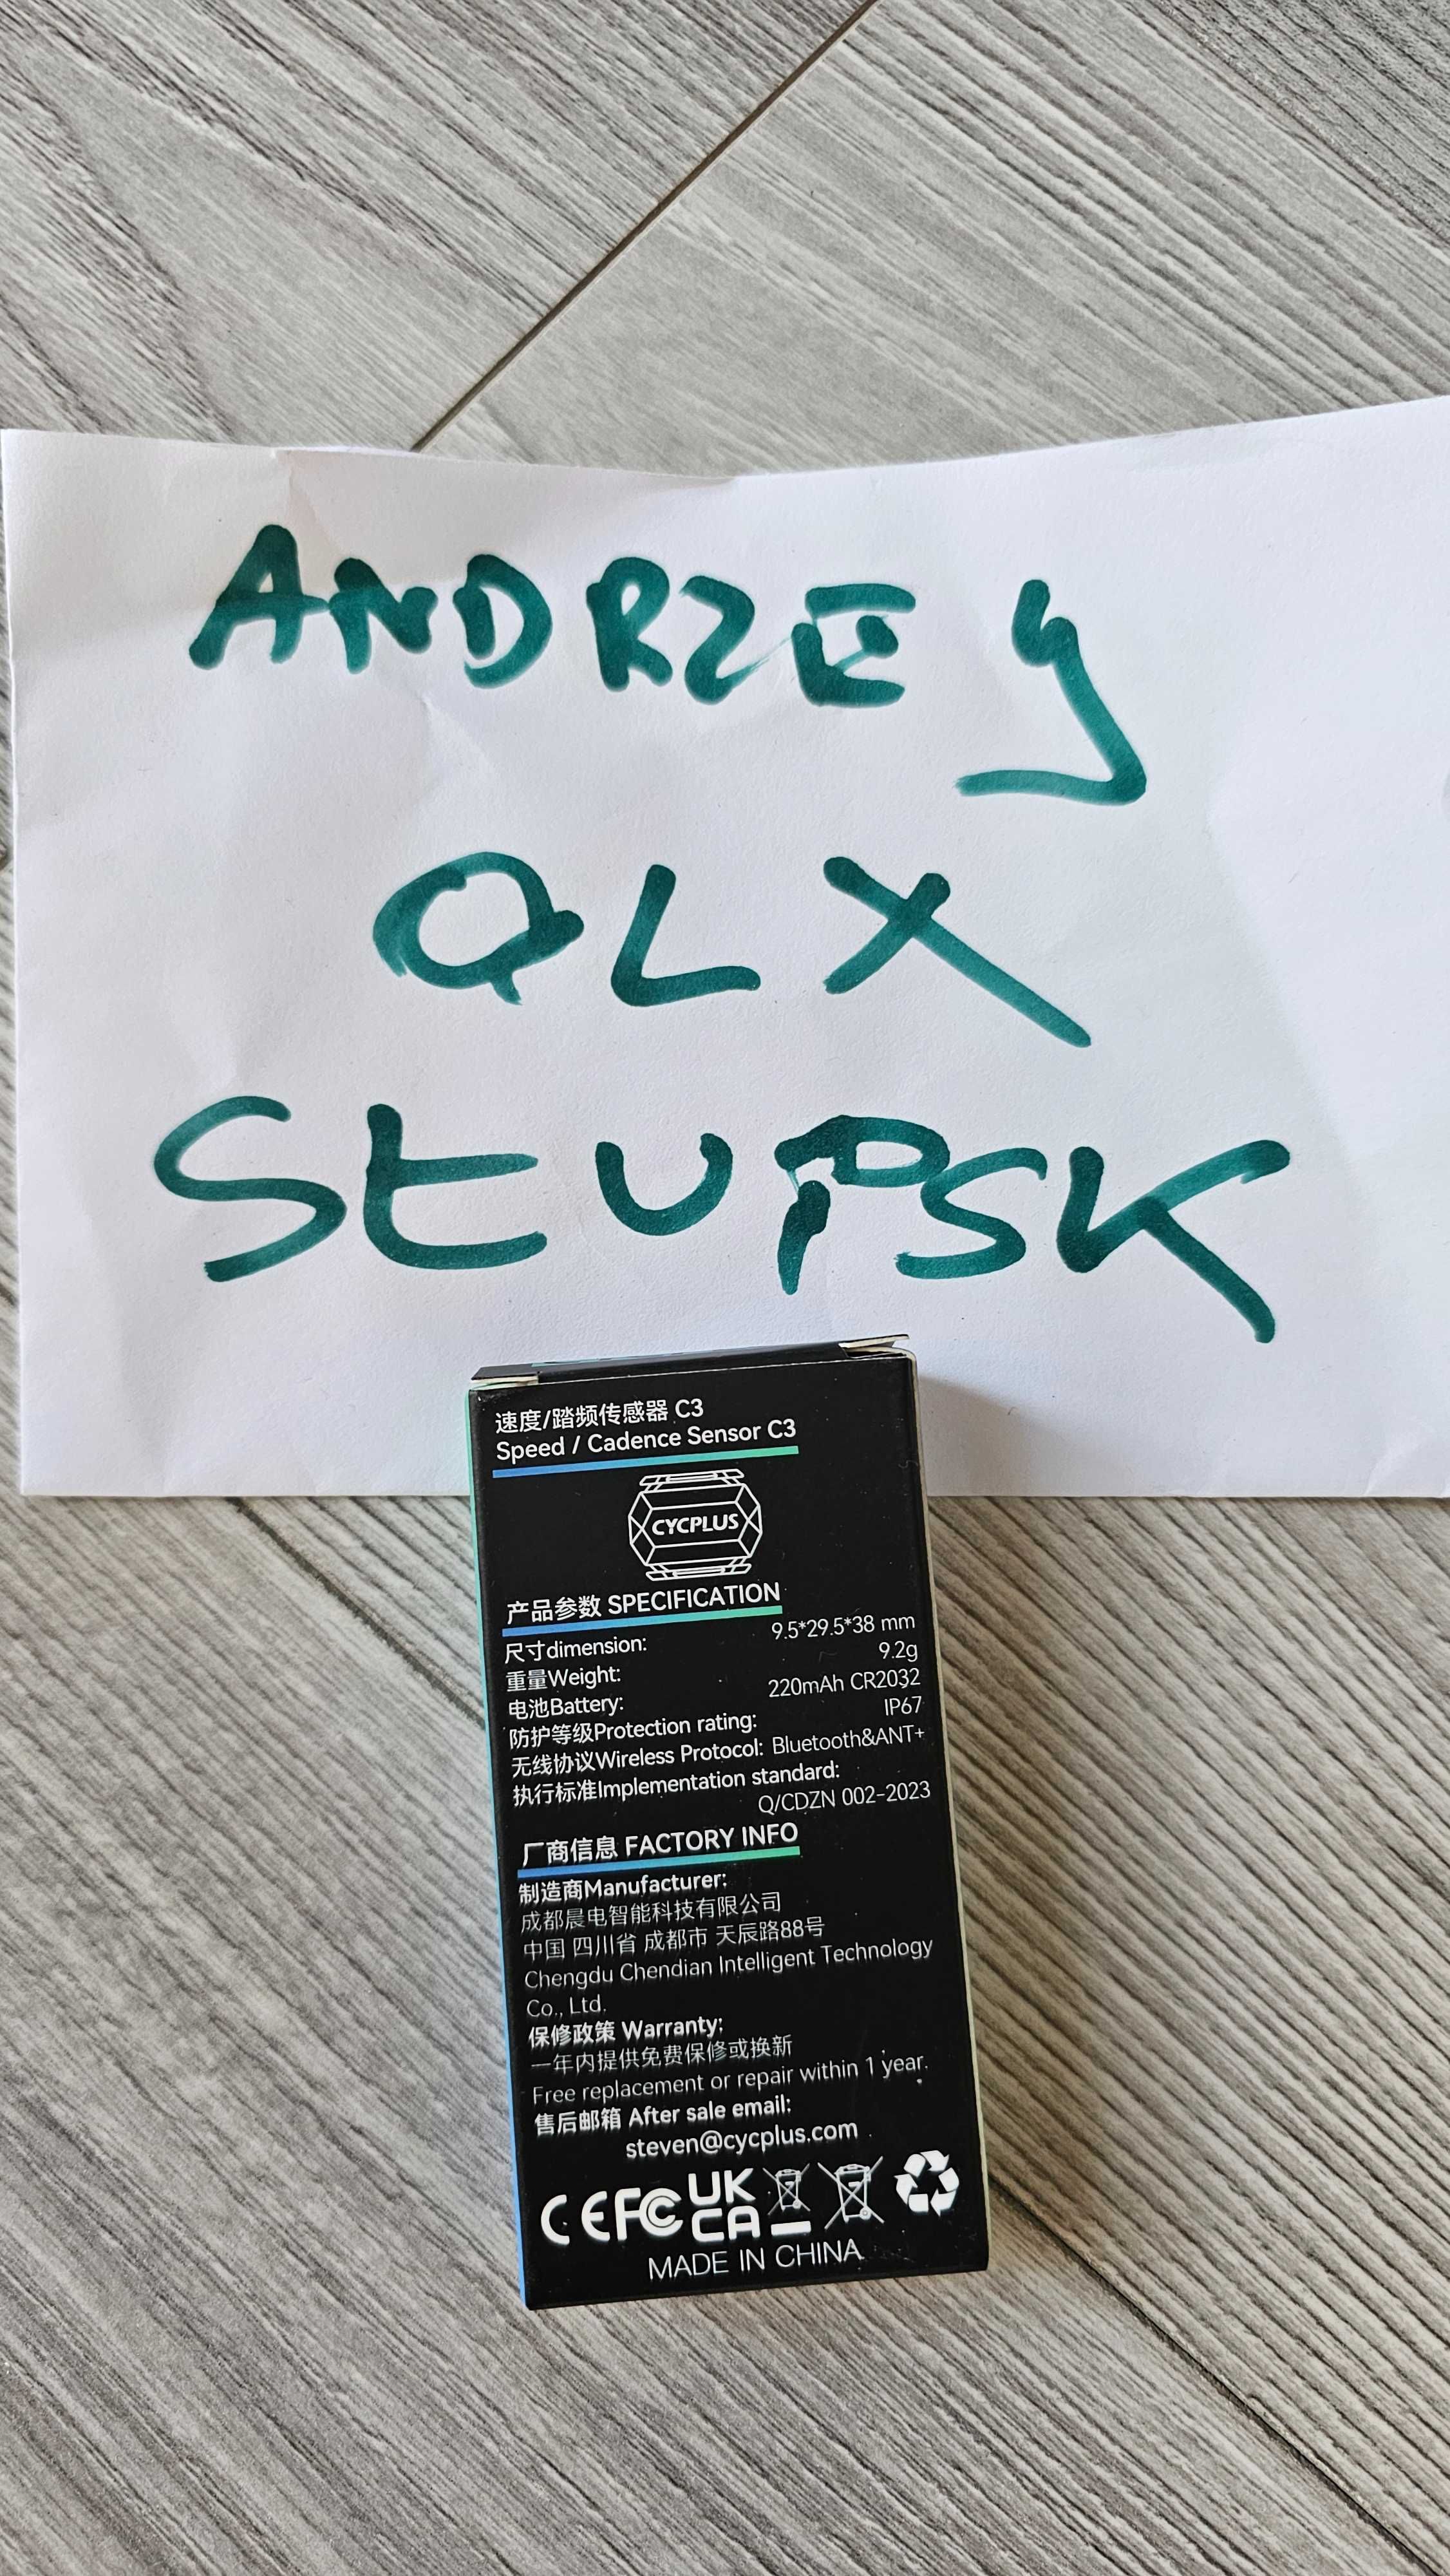 ANDRZEJ
OLX
SŁUPSK
速度/踏频传感器 C3
Speed / Cadence Sensor C3
CYCPLUS
产品参数 SPECIFICATION
尺寸dimension: 9.5*29.5*38 mm
重量Weight: 9.2g
电池Battery: 220mAh CR2032
防护等级Protection rating: IP67
无线协议Wireless Protocol: Bluetooth&ANT+
执行标准Implementation standard:
Q/CDZN 002-2023
厂商信息 FACTORY INFO
制造商Manufacturer:
成都晨电智能科技有限公司
中国 四川省 成都市 天辰路88号
Chengdu Chendian Intelligent Technology
Co., Ltd.
保修政策 Warranty:
一年内提供免费保修或换新
Free replacement or repair within 1 year.
售后邮箱 After sale email:
steven@cycplus.com
CE FC UK
CA
MADE IN CHINA